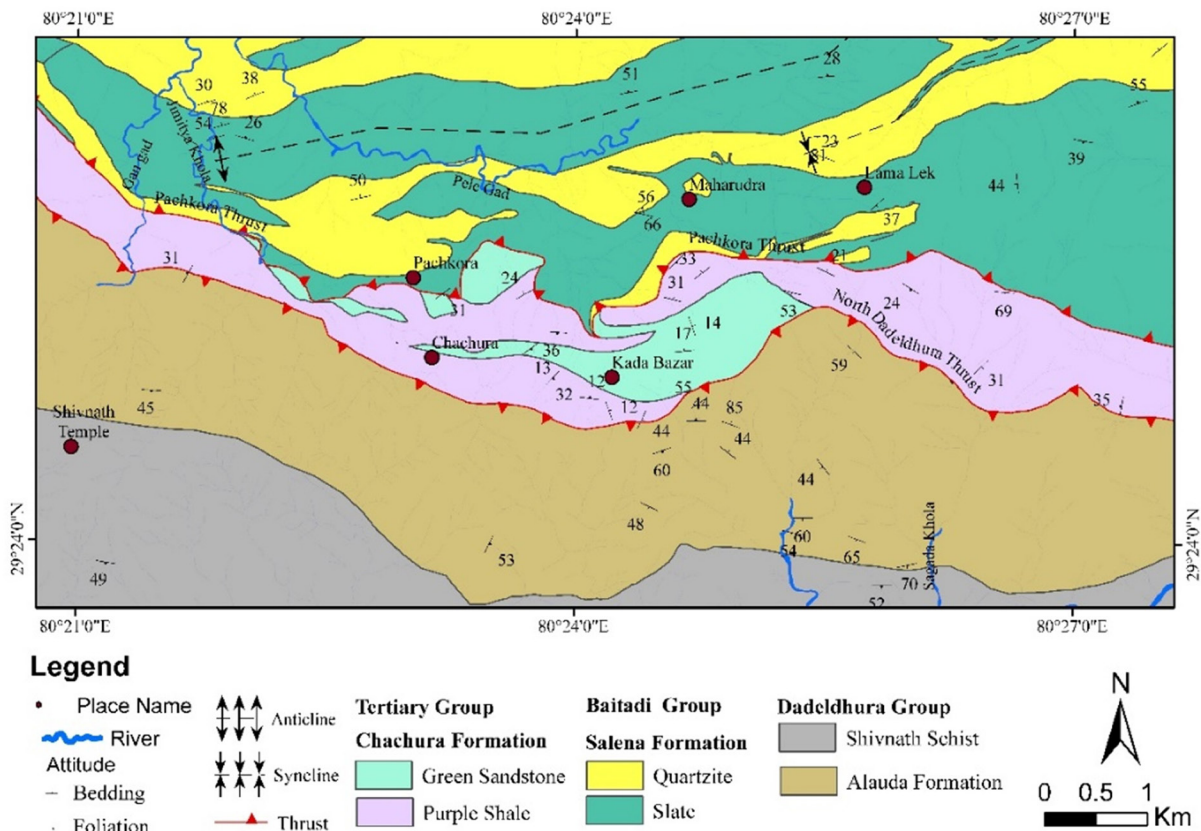 80°21'0"E 80°24'0"E 80°27'0"E
30 38 51 28
78 55
54 26
Jimitya Khola
23
31
39
Gan gad
50 Pele Gad 56 Maharudra Lama Lek 44
Pachkora Thrust 66 37
Pachkora Thrust
31 Pachkora 24 33 21
31 31 24 69
North Dadeldhura Thrust
17 14 53
Chachura 36
13 Kada Bazar 59
12
32 55 31
45 12 44 85 35
Shivnath
Temple
44 44
60
44
48
29°24'0"N 29°24'0"N
60
53 54 65
Sagada Khola
49 70
52
80°21'0"E 80°24'0"E 80°27'0"E
Legend
Place Name
River
Attitude
Bedding
Foliation
Anticline
Syncline
Thrust
Tertiary Group
Chachura Formation
Green Sandstone
Purple Shale
Baitadi Group
Salena Formation
Quartzite
Slate
Dadeldhura Group
Shivnath Schist
Alauda Formation
N
0 0.5 1
Km